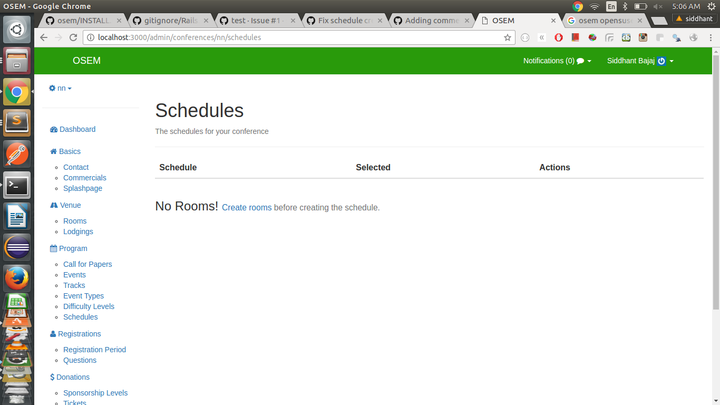 OSEM - Google Chrome
En
5:06 AM
osem/INSTALL
gitignore/Rails
test · Issue #1
Fix schedule cr
Adding comme
OSEM
osem opensus
siddhant
localhost:3000/admin/conferences/nn/schedules
OSEM
Notifications (0)
Siddhant Bajaj
nn
Dashboard
Basics
Contact
Commercials
Splashpage
Venue
Rooms
Lodgings
Program
Call for Papers
Events
Tracks
Event Types
Difficulty Levels
Schedules
Registrations
Registration Period
Questions
Donations
Sponsorship Levels
Tickets
Schedules
The schedules for your conference
Schedule Selected Actions
No Rooms! Create rooms before creating the schedule.